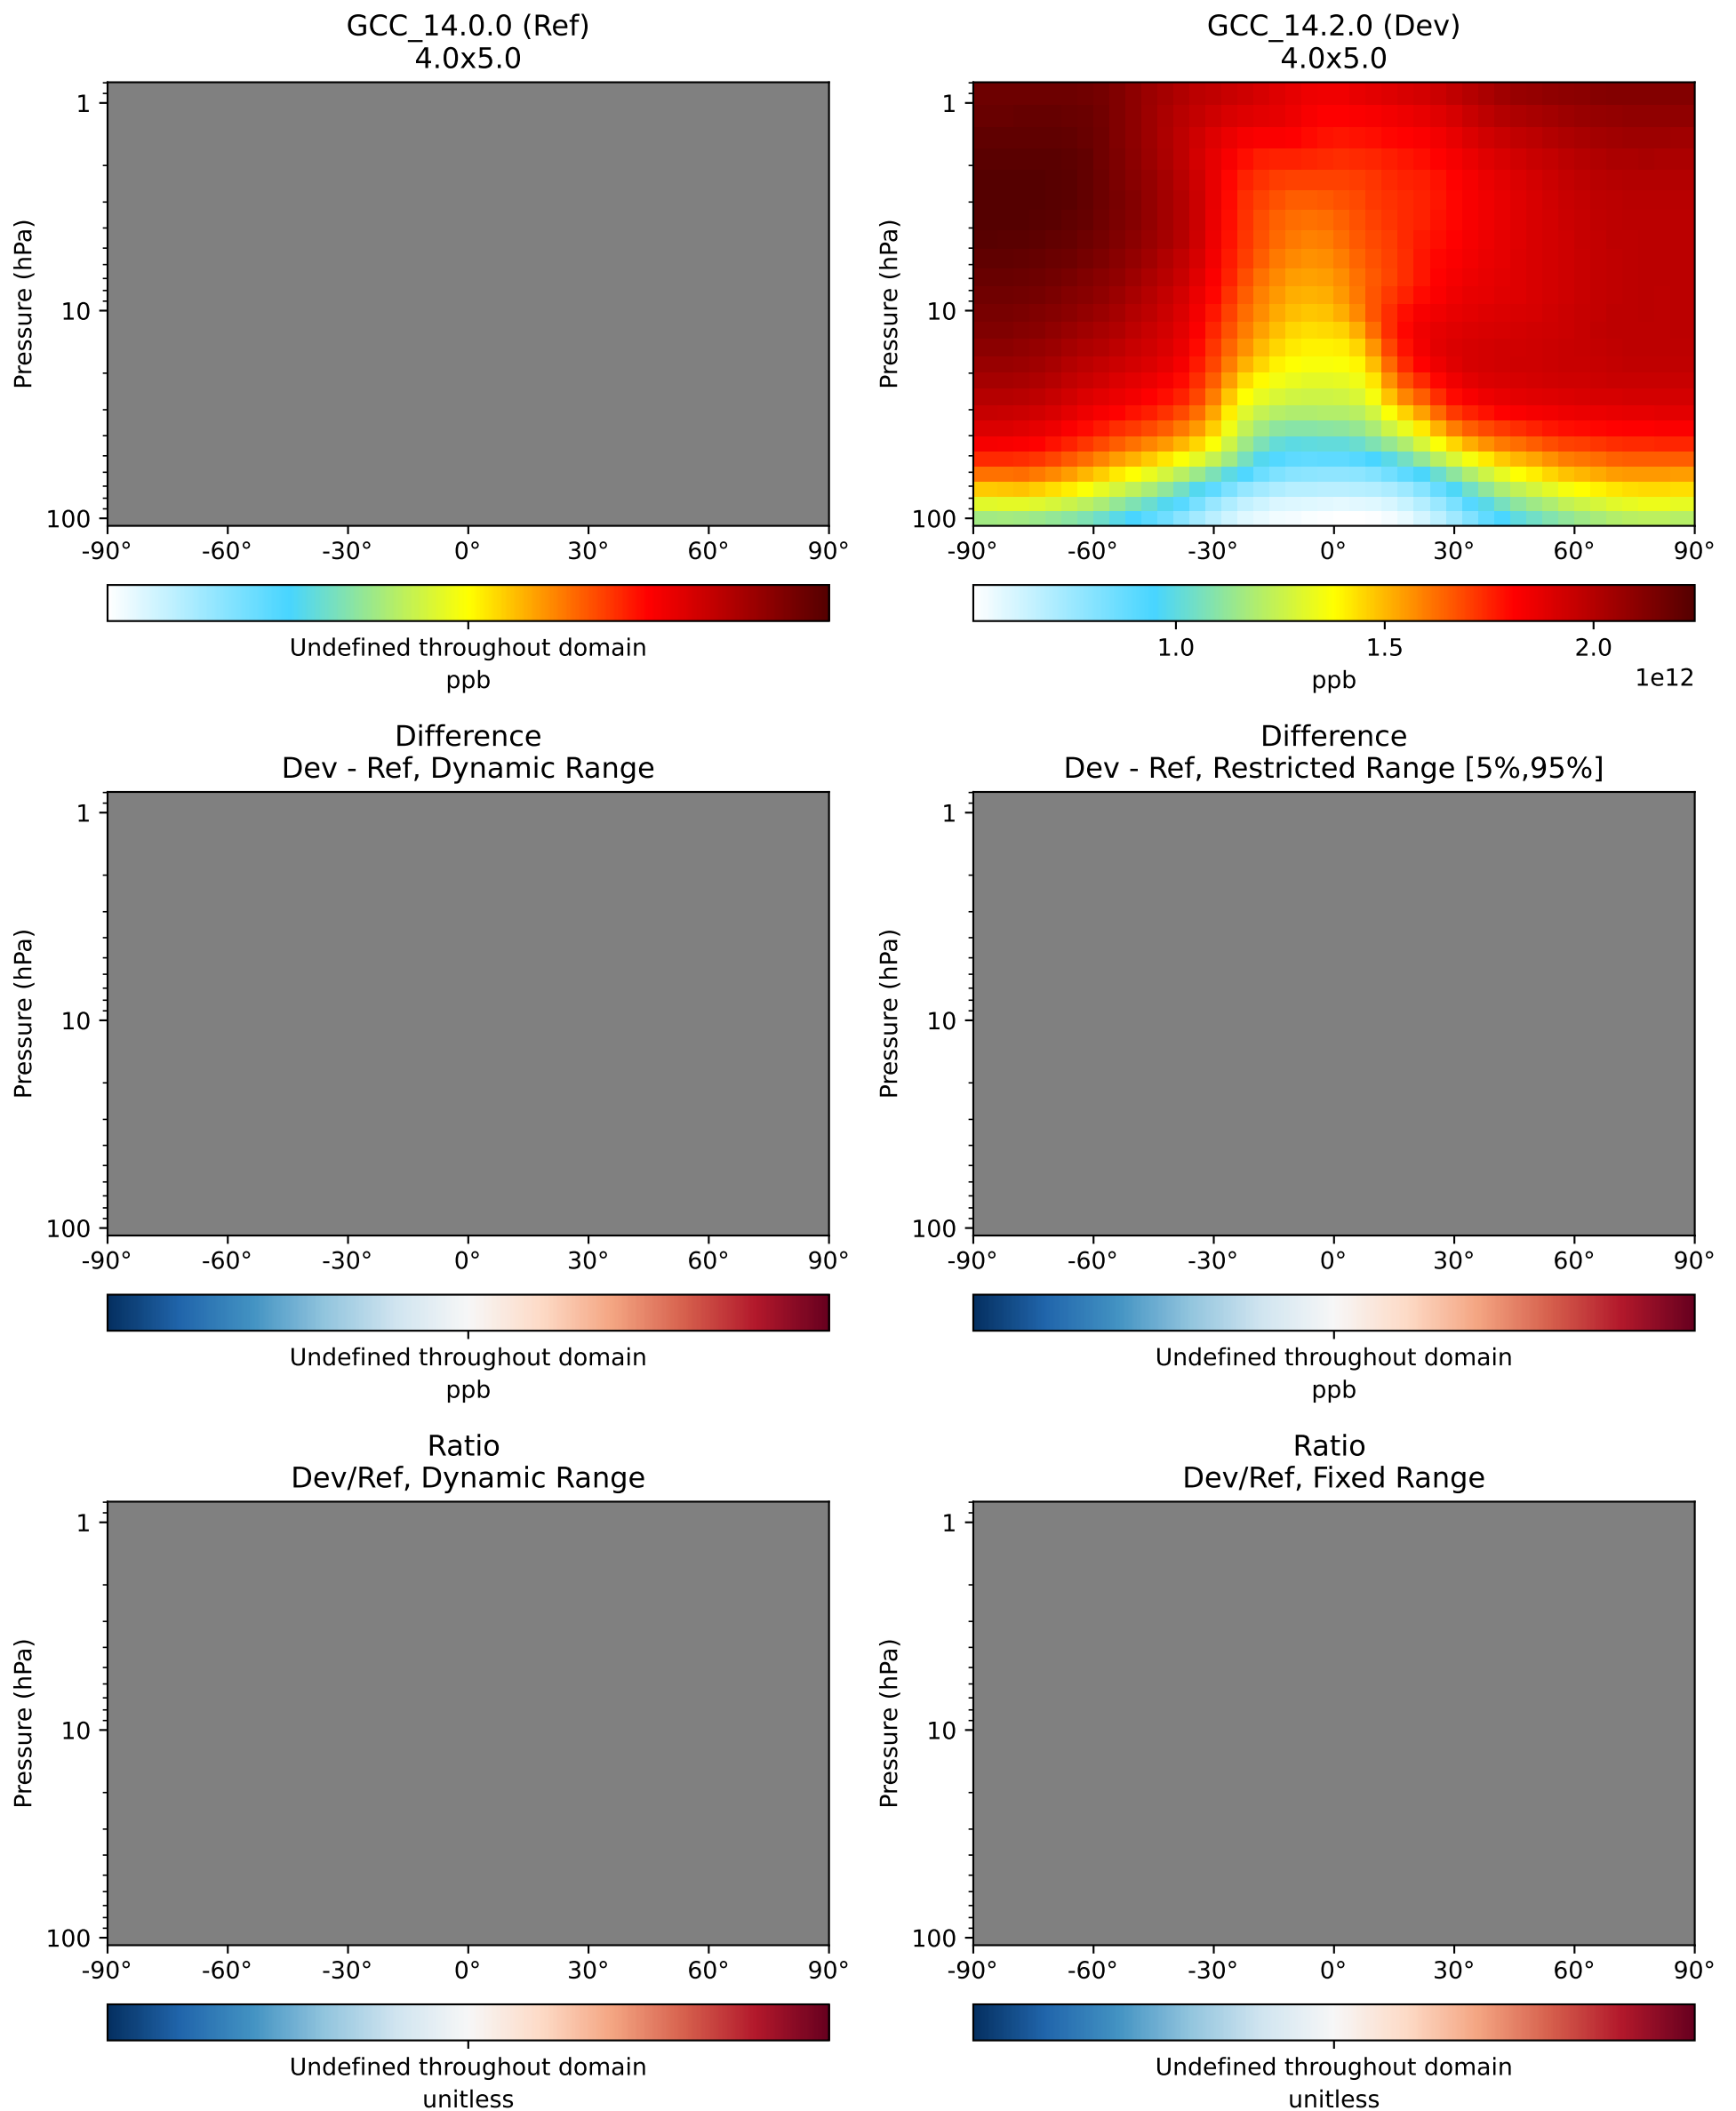 GCC_14.0.0 (Ref)
4.0x5.0
Pressure (hPa)
1
10
100
-90° -60° -30° 0° 30° 60° 90°
Undefined throughout domain
ppb
GCC_14.2.0 (Dev)
4.0x5.0
Pressure (hPa)
1
10
100
-90° -60° -30° 0° 30° 60° 90°
1.0 1.5 2.0
ppb
1e12
Difference
Dev - Ref, Dynamic Range
Pressure (hPa)
1
10
100
-90° -60° -30° 0° 30° 60° 90°
Undefined throughout domain
ppb
Difference
Dev - Ref, Restricted Range [5%,95%]
Pressure (hPa)
1
10
100
-90° -60° -30° 0° 30° 60° 90°
Undefined throughout domain
ppb
Ratio
Dev/Ref, Dynamic Range
Pressure (hPa)
1
10
100
-90° -60° -30° 0° 30° 60° 90°
Undefined throughout domain
unitless
Ratio
Dev/Ref, Fixed Range
Pressure (hPa)
1
10
100
-90° -60° -30° 0° 30° 60° 90°
Undefined throughout domain
unitless